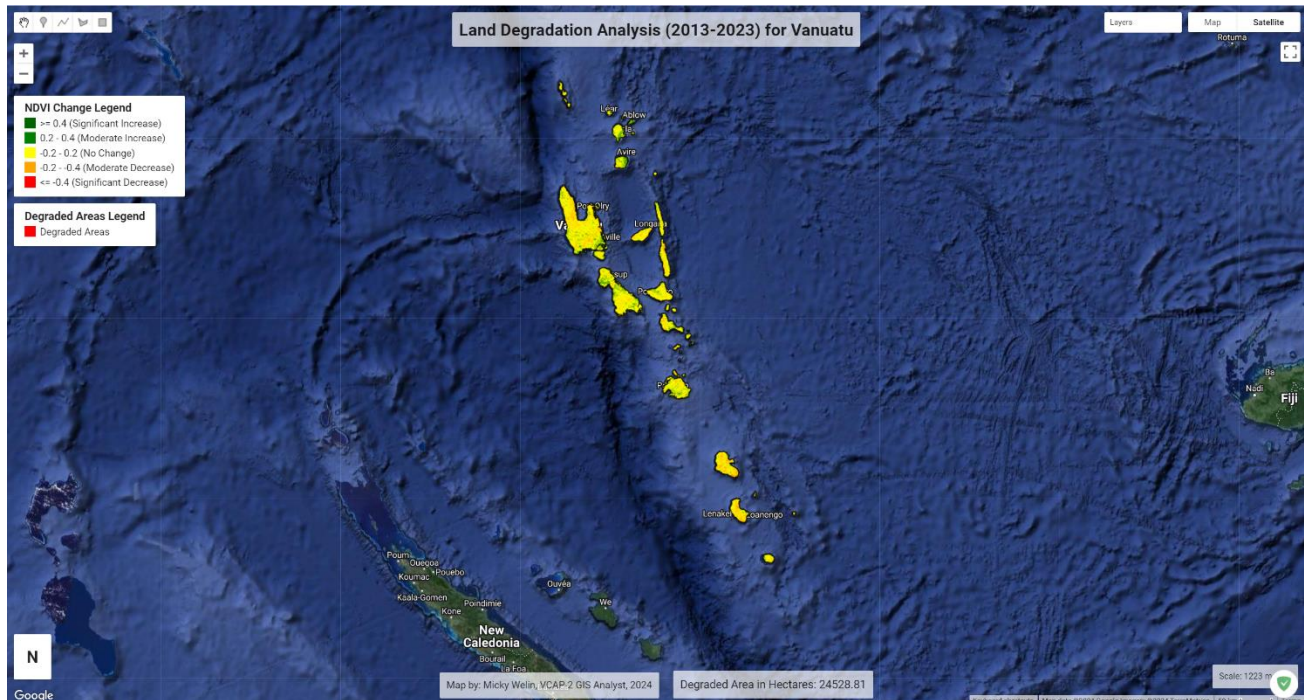 Land Degradation Analysis (2013-2023) for Vanuatu
Layers
Map
Satellite
Rotuma
NDVI Change Legend
>= 0.4 (Significant Increase)
0.2 - 0.4 (Moderate Increase)
-0.2 - 0.2 (No Change)
-0.2 - -0.4 (Moderate Decrease)
<= -0.4 (Significant Decrease)
Degraded Areas Legend
Degraded Areas
Lear
Ablow
Avire
Longana
Lenakel
Loanengo
Ba
Nadi
Fiji
Poum
Ouegoa
Pouebo
Koumac
Kaala-Gomen
Kone
Poindimie
Ouvéa
We
New
Caledonia
Bourail
La Foa
N
Map by: Micky Welin, VCAP-2 GIS Analyst, 2024
Degraded Area in Hectares: 24528.81
Scale: 1223 m
Google